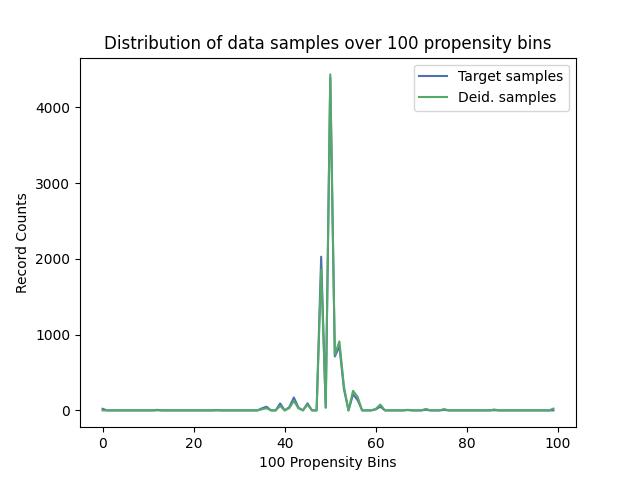 Distribution of data samples over 100 propensity bins
Target samples
Deid. samples
4000
3000
2000
1000
0
Record Counts
0 20 40 60 80 100
100 Propensity Bins